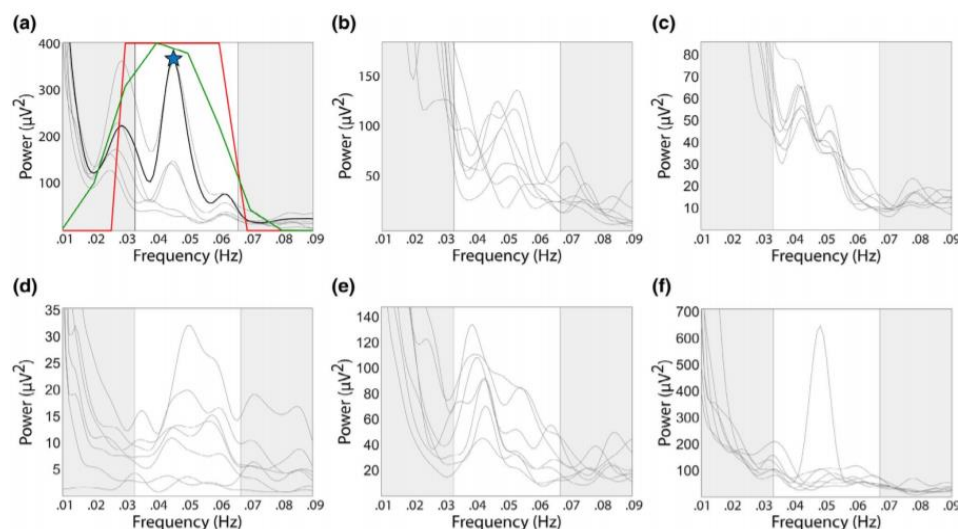 (a)
400
300
200
100
Power (µV²)
.01 .02 .03 .04 .05 .06 .07 .08 .09
Frequency (Hz)
(b)
150
100
50
Power (µV²)
.01 .02 .03 .04 .05 .06 .07 .08 .09
Frequency (Hz)
(c)
80
70
60
50
40
30
20
10
Power (µV²)
.01 .02 .03 .04 .05 .06 .07 .08 .09
Frequency (Hz)
(d)
35
30
25
20
15
10
5
Power (µV²)
.01 .02 .03 .04 .05 .06 .07 .08 .09
Frequency (Hz)
(e)
140
120
100
80
60
40
20
Power (µV²)
.01 .02 .03 .04 .05 .06 .07 .08 .09
Frequency (Hz)
(f)
700
600
500
400
300
200
100
Power (µV²)
.01 .02 .03 .04 .05 .06 .07 .08 .09
Frequency (Hz)